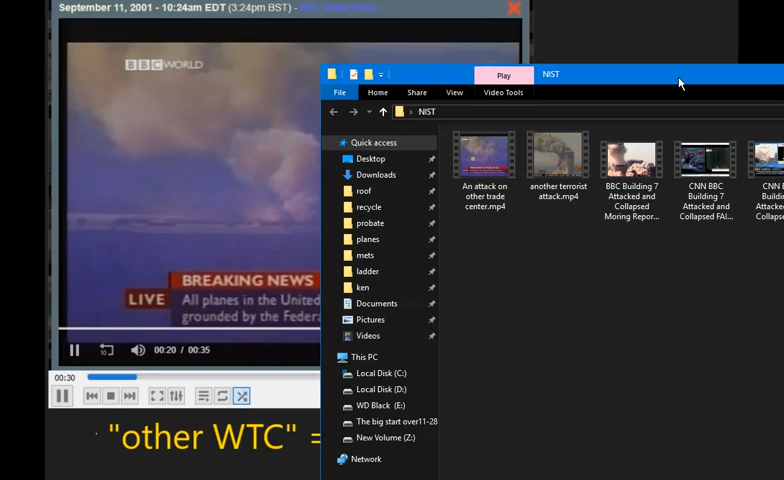 September 11, 2001 - 10:24am EDT (3:24pm BST) -
BBC WORLD
BREAKING NEWS
LIVE
All planes in the United
grounded by the Federa
00:20 / 00:35
00:30
"other WTC" =
Play
NIST
File
Home
Share
View
Video Tools
NIST
Quick access
Desktop
Downloads
roof
recycle
probate
planes
mets
ladder
ken
Documents
Pictures
Videos
This PC
Local Disk (C:)
Local Disk (D:)
WD Black (E:)
The big start over11-28
New Volume (Z:)
Network
An attack on
other trade
center.mp4
another terrorist
attack.mp4
BBC Building 7
Attacked and
Collapsed
Moring Repor...
CNN BBC
Building 7
Attacked and
Collapsed FAI...
CNN B
Buildin
Attacke
Collapse